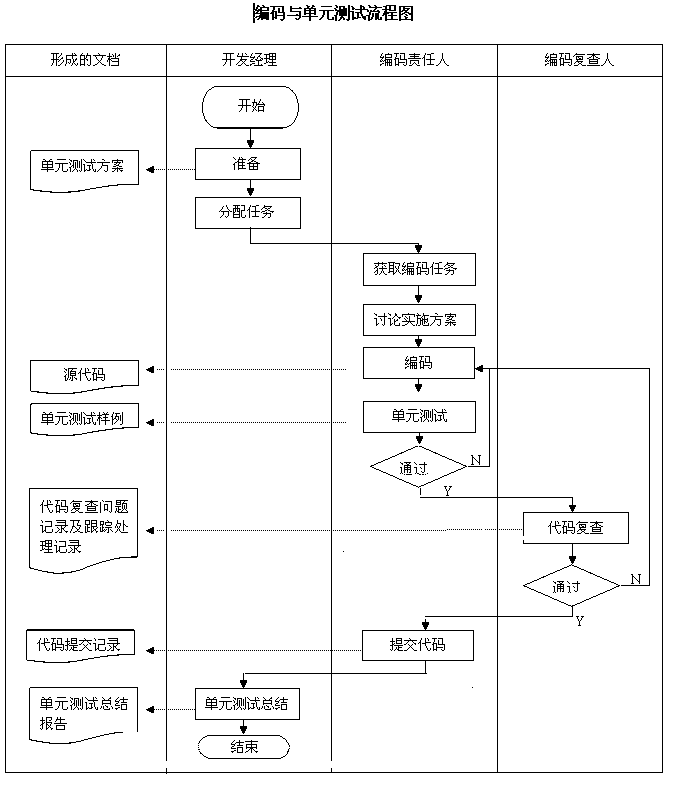 编码与单元测试流程图
形成的文档
开发经理
编码责任人
编码复查人
开始
单元测试方案
准备
分配任务
获取编码任务
讨论实施方案
源代码
编码
单元测试样例
单元测试
通过
N
Y
代码复查问题
记录及跟踪处
理记录
代码复查
通过
N
Y
代码提交记录
提交代码
单元测试总结
报告
单元测试总结
结束